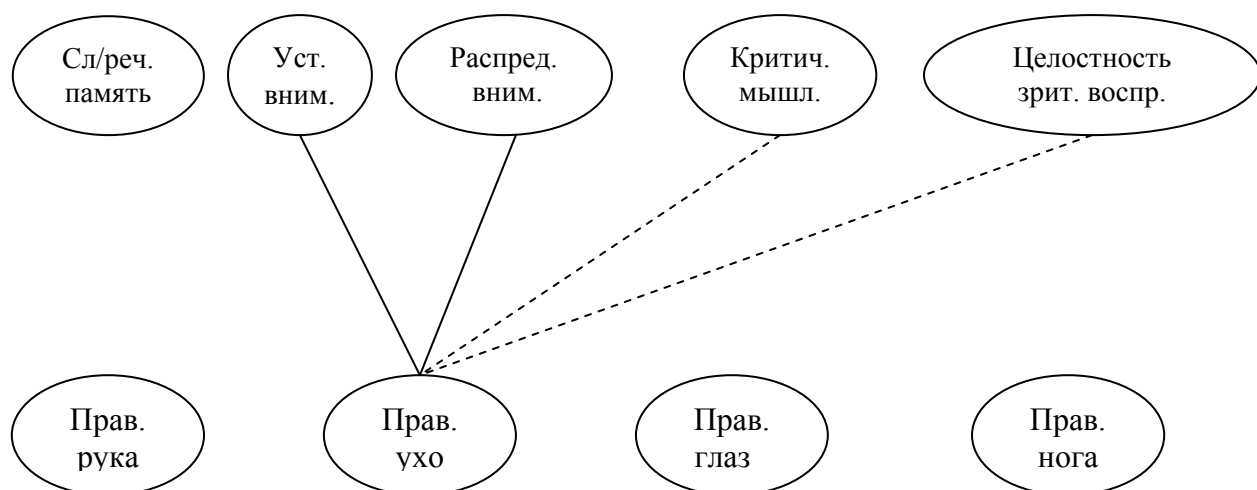 Сл/реч.
память
Уст.
вним.
Распред.
вним.
Критич.
мышл.
Целостность
зрит. воспр.
Прав.
рука
Прав.
ухо
Прав.
глаз
Прав.
нога